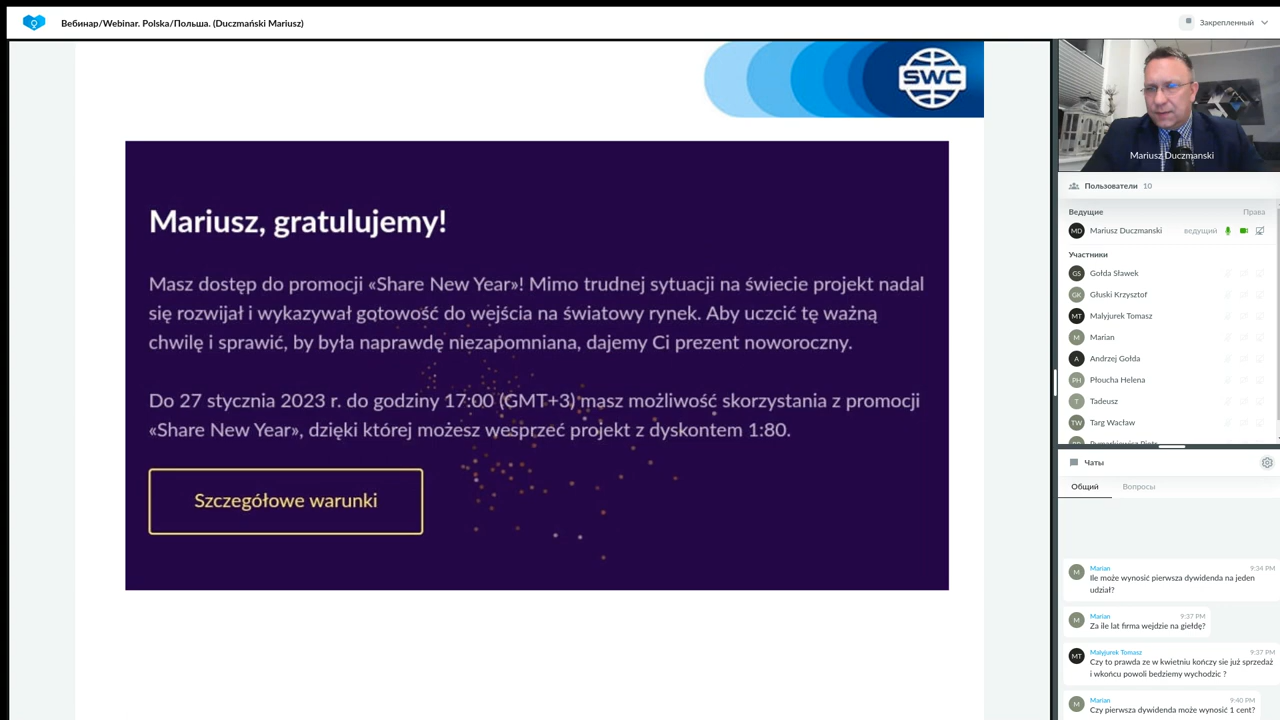 Вебинар/Webinar. Polska/Польша. (Duczmański Mariusz)
Закрепленный
SWC
Mariusz, gratulujemy!
Masz dostęp do promocji «Share New Year»! Mimo trudnej sytuacji na świecie projekt nadal
się rozwijał i wykazywał gotowość do wejścia na światowy rynek. Aby uczcić tę ważną
chwilę i sprawić, by była naprawdę niezapomniana, dajemy Ci prezent noworoczny.
Do 27 stycznia 2023 r. do godziny 17:00 (GMT+3) masz możliwość skorzystania z promocji
«Share New Year», dzięki której możesz wesprzeć projekt z dyskontem 1:80.
Szczegółowe warunki
Mariusz Duczmanski
Пользователи 10
Ведущие Права
MD Mariusz Duczmanski ведущий
Участники
GS Gołda Sławek
GK Głuski Krzysztof
MT Malyjurek Tomasz
M Marian
A Andrzej Gołda
PH Płoucha Helena
T Tadeusz
TW Targ Wacław
Чаты
Общий Вопросы
M Marian 9:34 PM
Ile może wynosić pierwsza dywidenda na jeden
udział?
M Marian 9:37 PM
Za ile lat firma wejdzie na giełdę?
MT Malyjurek Tomasz 9:37 PM
Czy to prawda ze w kwietniu kończy sie już sprzedaż
i wkońcu powoli bedziemy wychodzic ?
M Marian 9:40 PM
Czy pierwsza dywidenda może wynosić 1 cent?